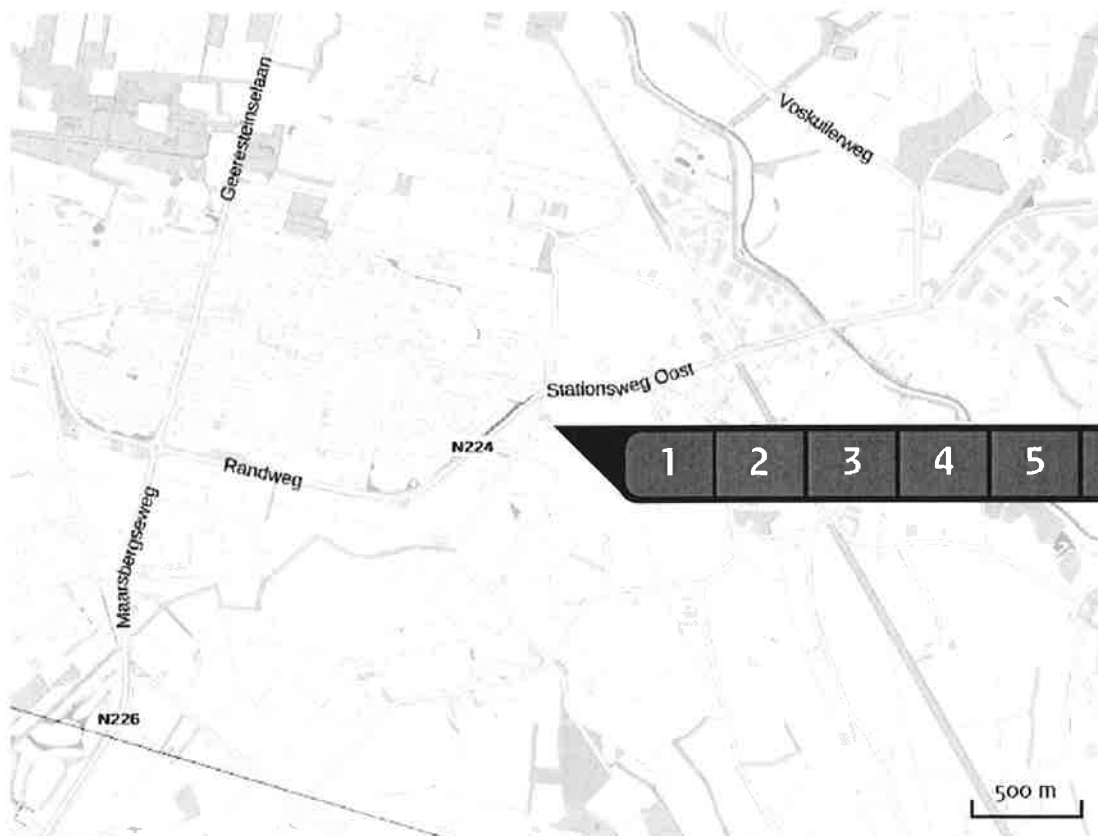 Geeresteinselaan
Voskuilerweg
Stationsweg Oost
N224
Randweg
1 2 3 4 5
Maarsbergseweg
N226
500 m